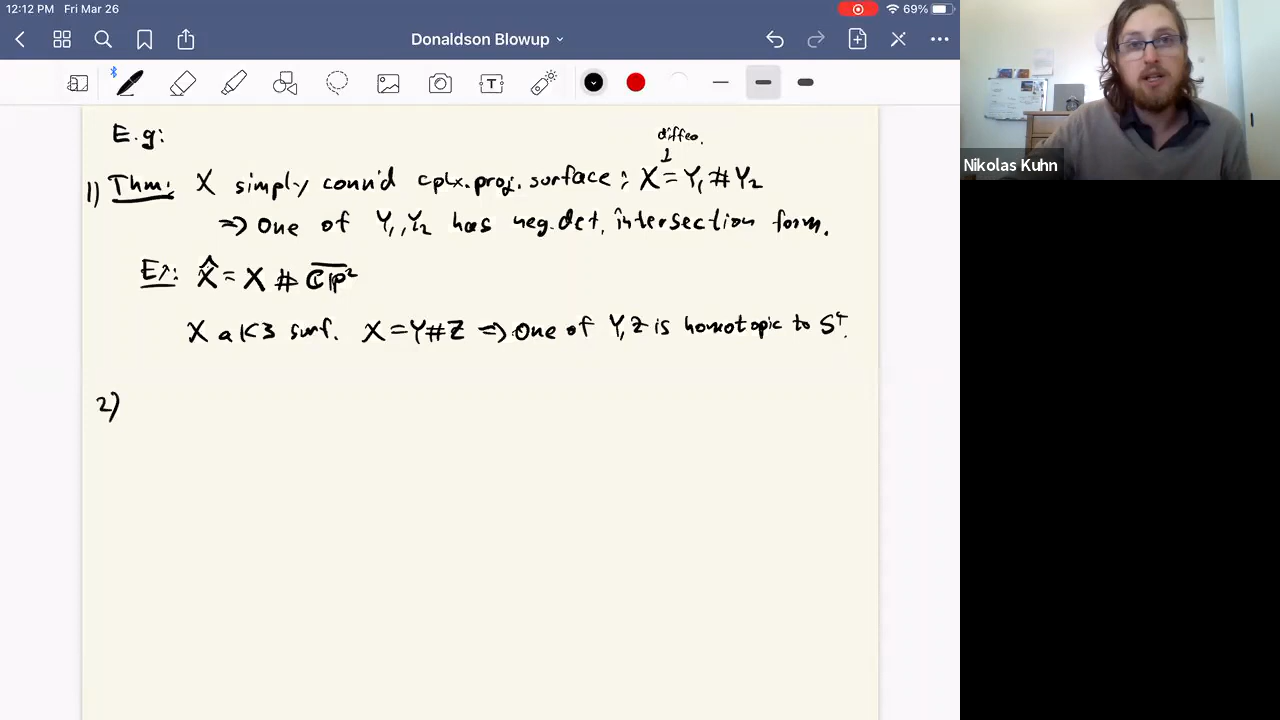 12:12 PM Fri Mar 26
69%
Donaldson Blowup
E.g:
diffeo.
1) Thm: X simply conn'd cplx. proj. surface; X = Y₁ # Y₂
⇒ One of Y₁, Y₂ has neg. def. intersection form.
Ex: X̂ = X # \overline{ℂℙ²}
X a K3 surf. X = Y # Z ⇒ One of Y, Z is homotopic to S⁴.
2)
Nikolas Kuhn